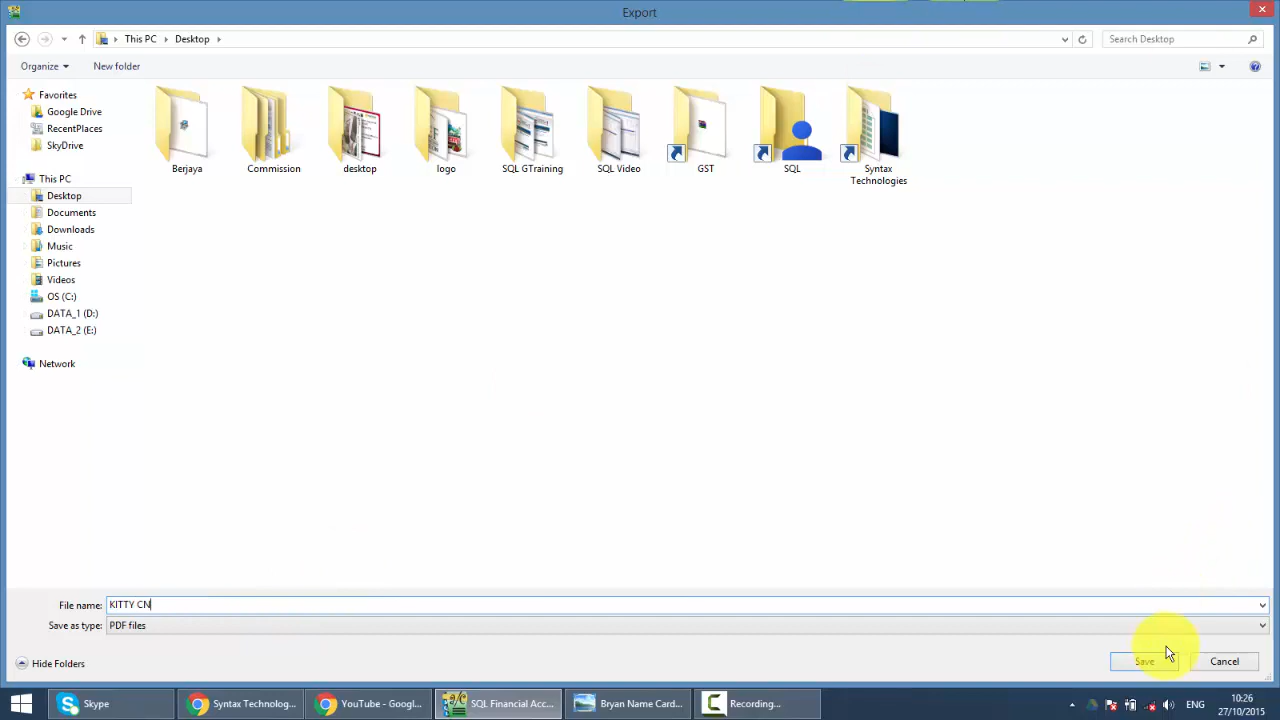 Export
This PC Desktop Search Desktop
Organize New folder
Favorites
Google Drive
RecentPlaces
SkyDrive
This PC
Desktop
Documents
Downloads
Music
Pictures
Videos
OS (C:)
DATA_1 (D:)
DATA_2 (E:)
Network
Berjaya Commission desktop logo SQL GTraining SQL Video GST SQL Syntax
Technologies
File name: KITTY CN
Save as type: PDF files
Hide Folders Save Cancel
Skype Syntax Technolog... YouTube - Googl... SQL Financial Acc... Bryan Name Card... Recording... ENG 10:26
27/10/2015